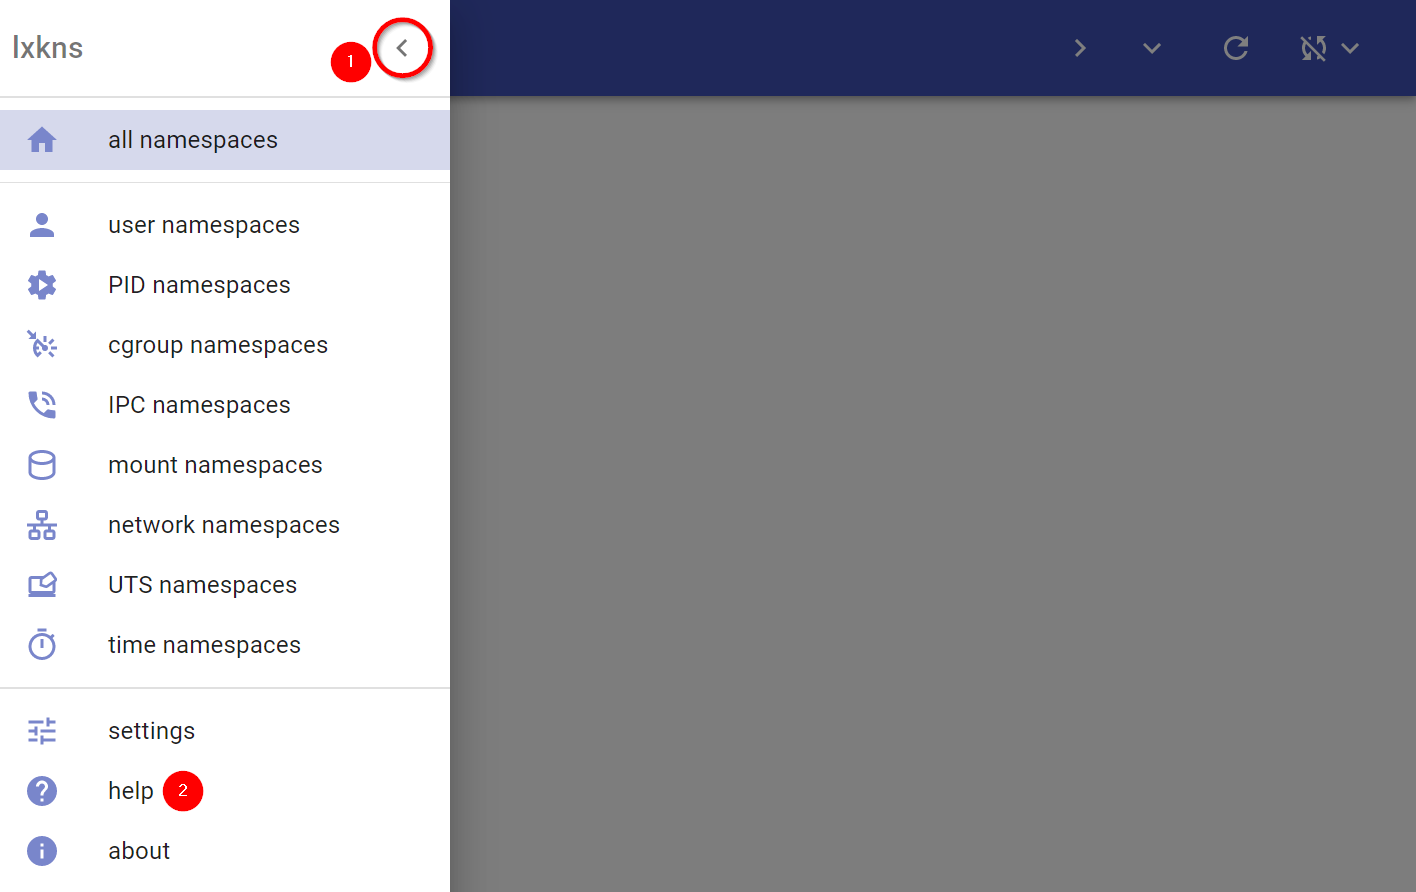 lxkns
1
all namespaces
user namespaces
PID namespaces
cgroup namespaces
IPC namespaces
mount namespaces
network namespaces
UTS namespaces
time namespaces
settings
help 2
about